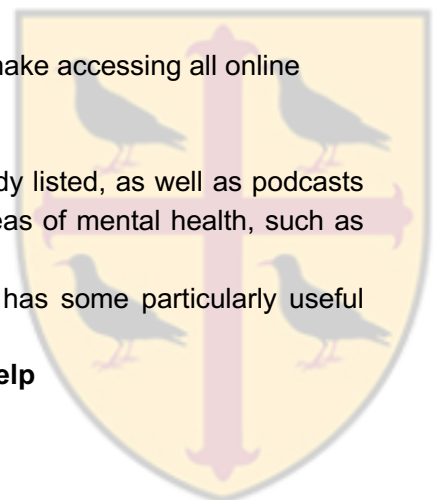 ake accessing all online
dy listed, as well as podcasts
eas of mental health, such as
has some particularly useful
elp